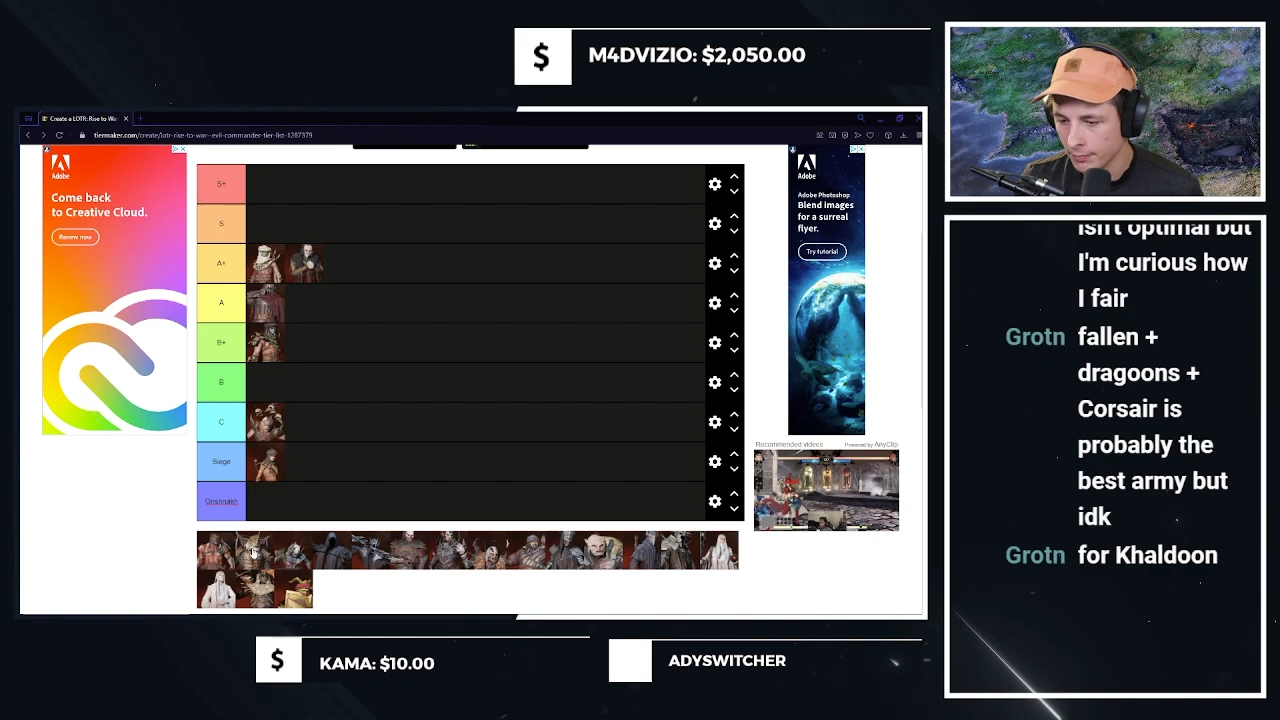 $
M4DVIZIO: $2,050.00
Create a LOTR: Rise to Wa
tiermaker.com/create/lotr-rise-to-war--evil-commander-tier-list-1287379
Adobe
Come back
to Creative Cloud.
Renew now
S+
S
A+
A
B+
B
C
Siege
Gnshnakh
Adobe
Adobe Photoshop
Blend images
for a surreal
flyer.
Try tutorial
Recommended videos
Powered by AnyClip
isn't optimal but
I'm curious how
I fair
Grotn fallen +
dragoons +
Corsair is
probably the
best army but
idk
Grotn for Khaldoon
$
KAMA: $10.00
ADYSWITCHER